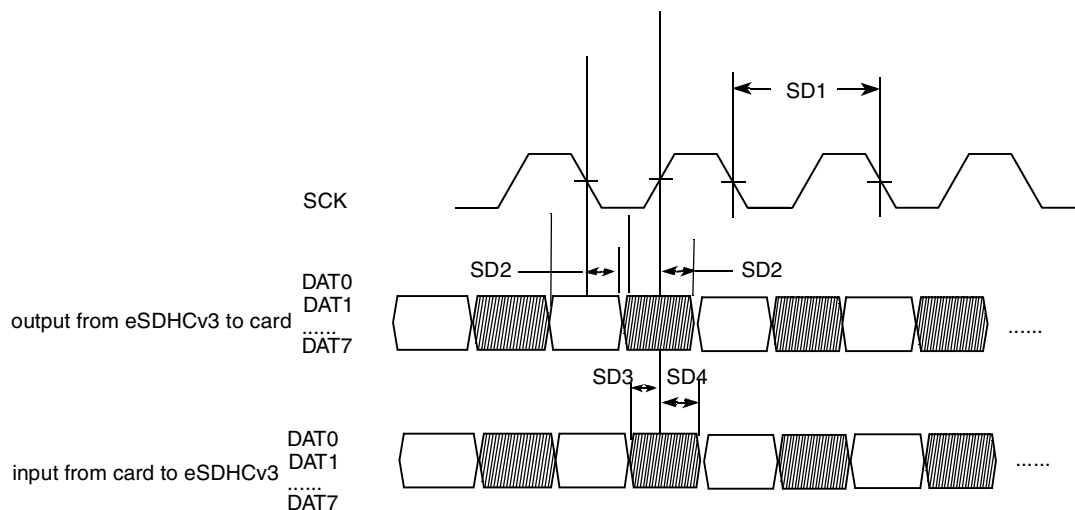 SD1
SCK
SD2
SD2
DAT0
DAT1
output from eSDHCv3 to card
......
DAT7
......
SD3
SD4
DAT0
DAT1
input from card to eSDHCv3
......
DAT7
......